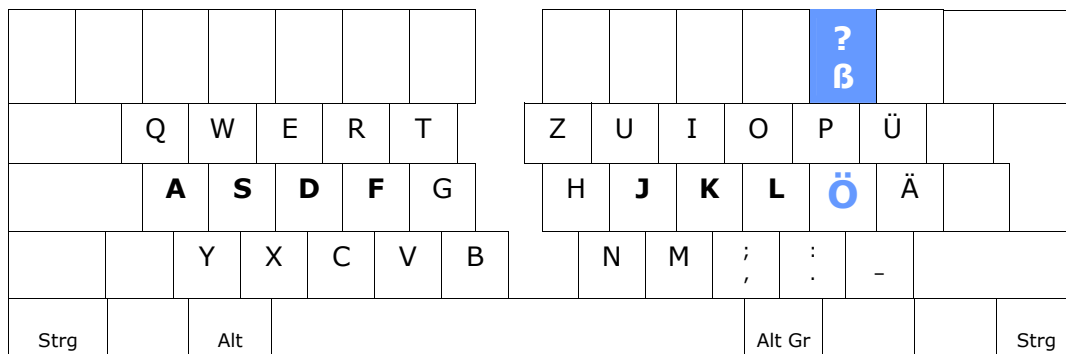 ?
ß
Q W E R T Z U I O P Ü
A S D F G H J K L Ö Ä
Y X C V B N M ; : _
, .
Strg Alt Alt Gr Strg